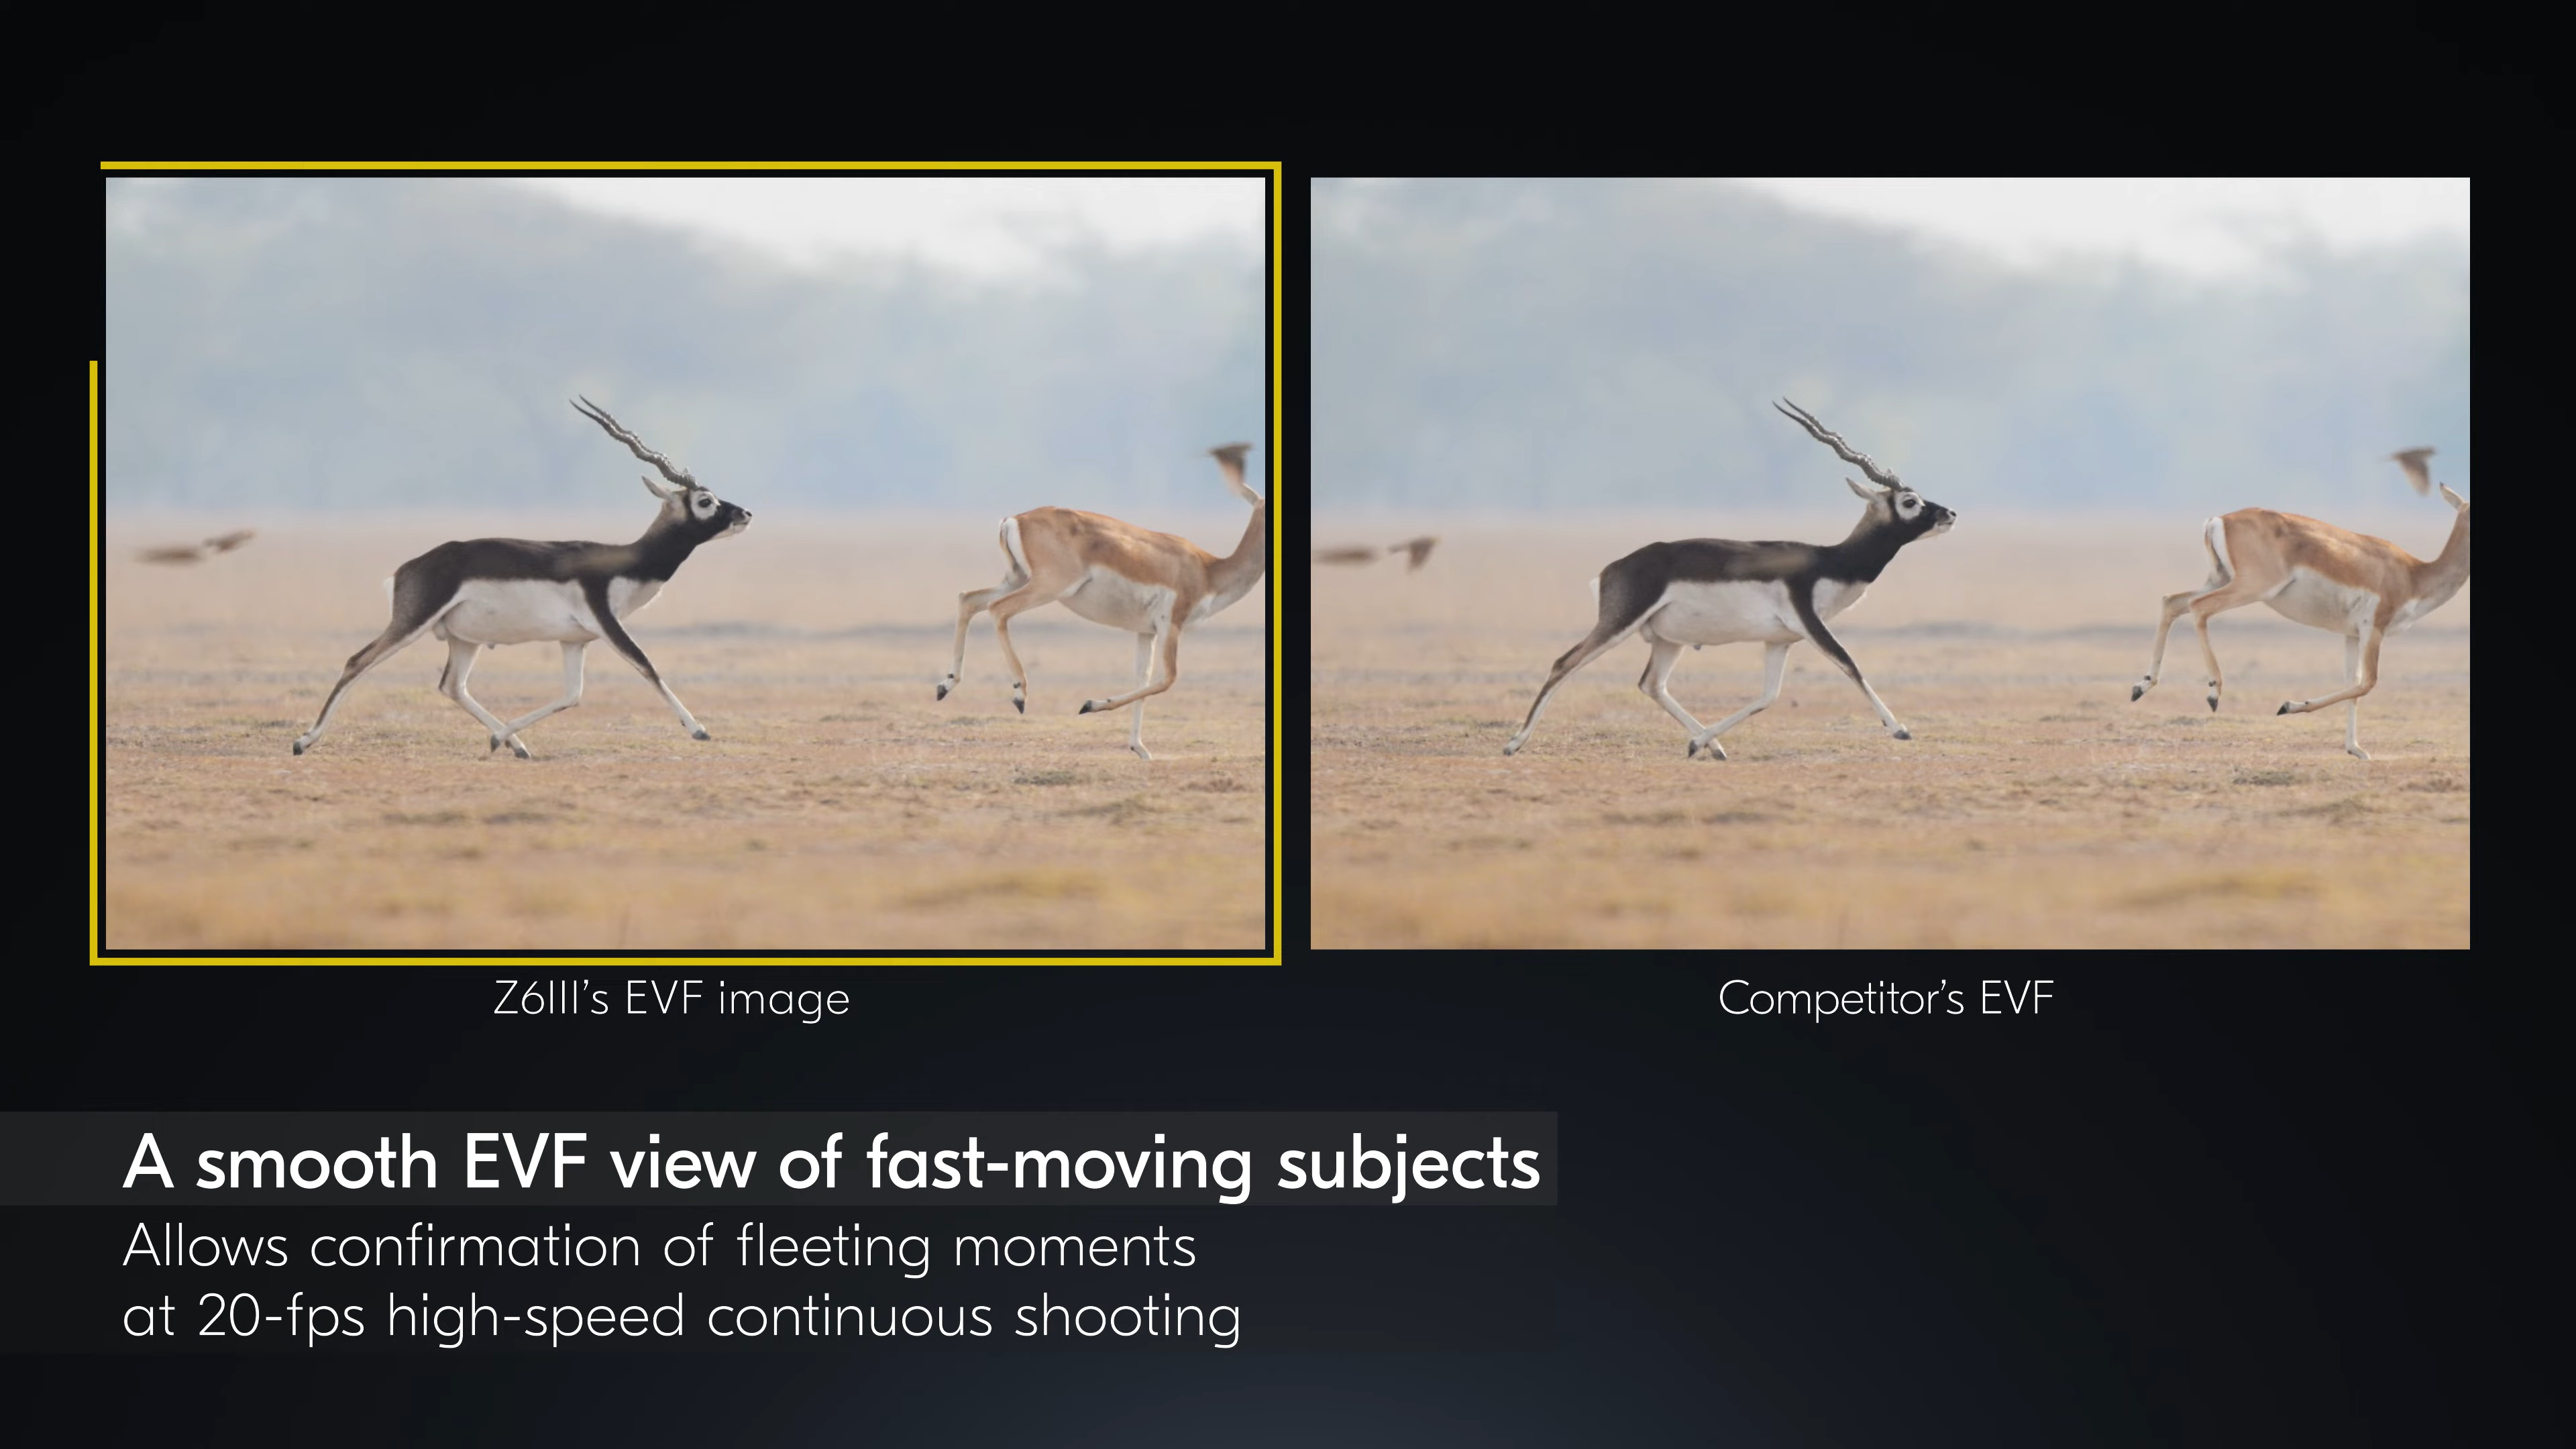 Z6III's EVF image
Competitor's EVF
A smooth EVF view of fast-moving subjects
Allows confirmation of fleeting moments
at 20-fps high-speed continuous shooting